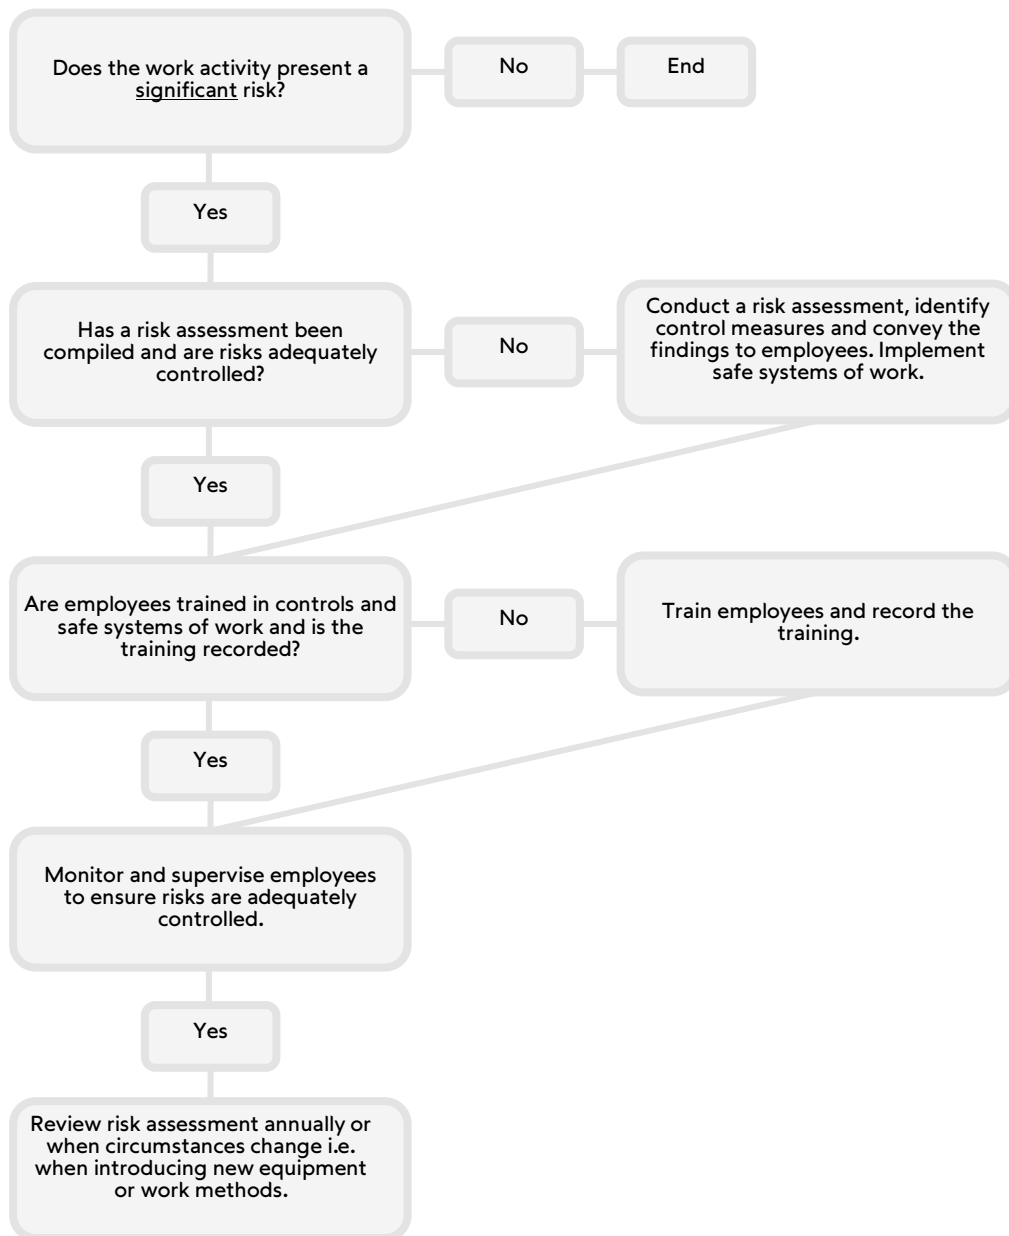 Does the work activity present a
significant risk?
No
End
Yes
Has a risk assessment been
compiled and are risks adequately
controlled?
No
Conduct a risk assessment, identify
control measures and convey the
findings to employees. Implement
safe systems of work.
Yes
Are employees trained in controls and
safe systems of work and is the
training recorded?
No
Train employees and record the
training.
Yes
Monitor and supervise employees
to ensure risks are adequately
controlled.
Yes
Review risk assessment annually or
when circumstances change i.e.
when introducing new equipment
or work methods.